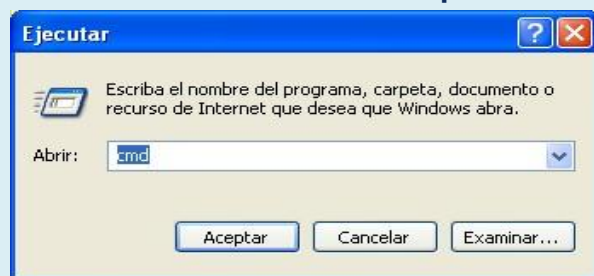 Ejecutar
Escriba el nombre del programa, carpeta, documento o
recurso de Internet que desea que Windows abra.
Abrir: cmd
Aceptar Cancelar Examinar...